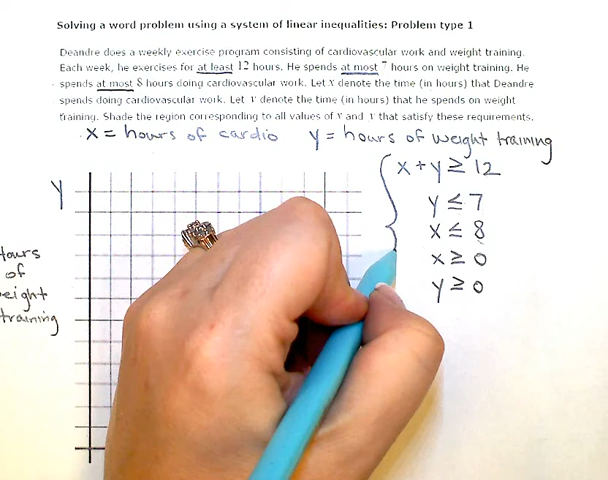 Solving a word problem using a system of linear inequalities: Problem type 1
Deandre does a weekly exercise program consisting of cardiovascular work and weight training.
Each week, he exercises for at least 12 hours. He spends at most 7 hours on weight training. He
spends at most 8 hours doing cardiovascular work. Let x denote the time (in hours) that Deandre
spends doing cardiovascular work. Let y denote the time (in hours) that he spends on weight
training. Shade the region corresponding to all values of x and y that satisfy these requirements.
x = hours of cardio y = hours of weight training
x + y ≥ 12
y ≤ 7
x ≤ 8
x ≥ 0
y ≥ 0
Y
of
training